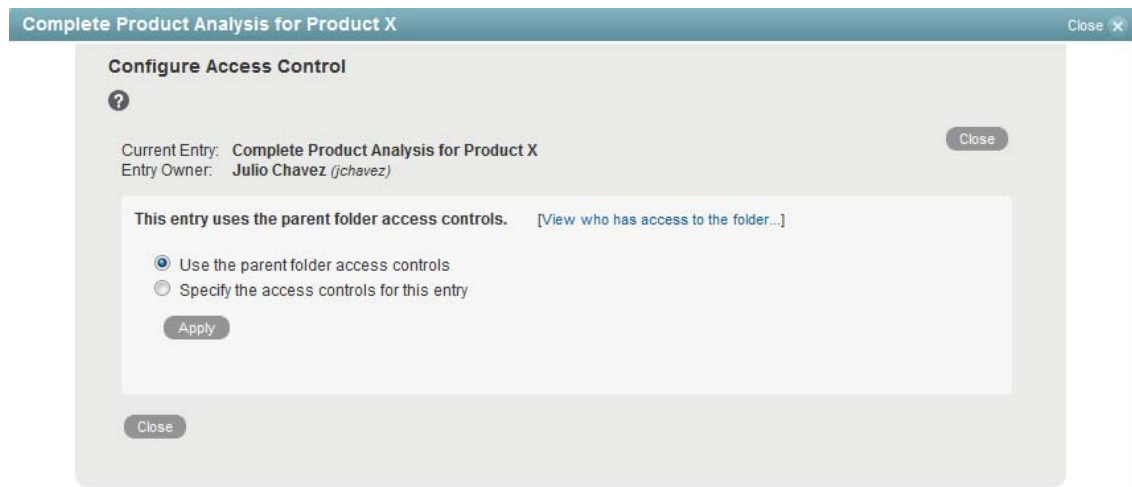 Complete Product Analysis for Product X Close
Configure Access Control
?
Close
Current Entry: Complete Product Analysis for Product X
Entry Owner: Julio Chavez (jchavez)
This entry uses the parent folder access controls. [View who has access to the folder...]
Use the parent folder access controls
Specify the access controls for this entry
Apply
Close